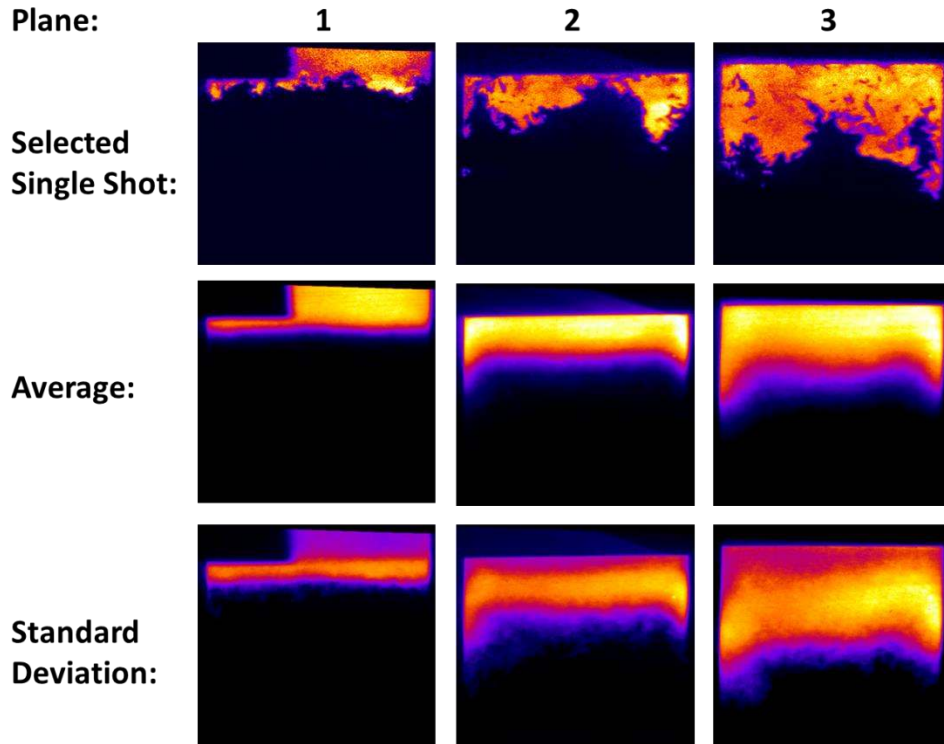 Plane: 1 2 3
Selected
Single Shot:
Average:
Standard
Deviation: